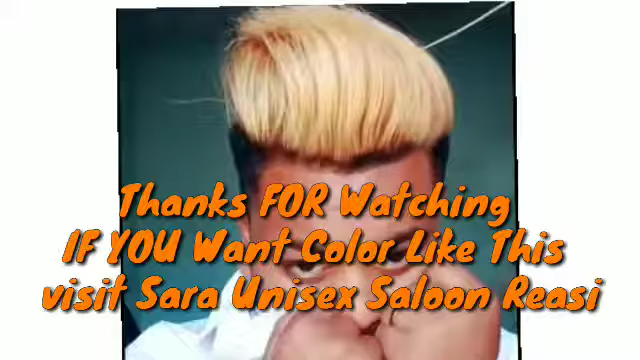 Thanks FOR Watching
IF YOU Want Color Like This
visit Sara Unisex Saloon Reasi